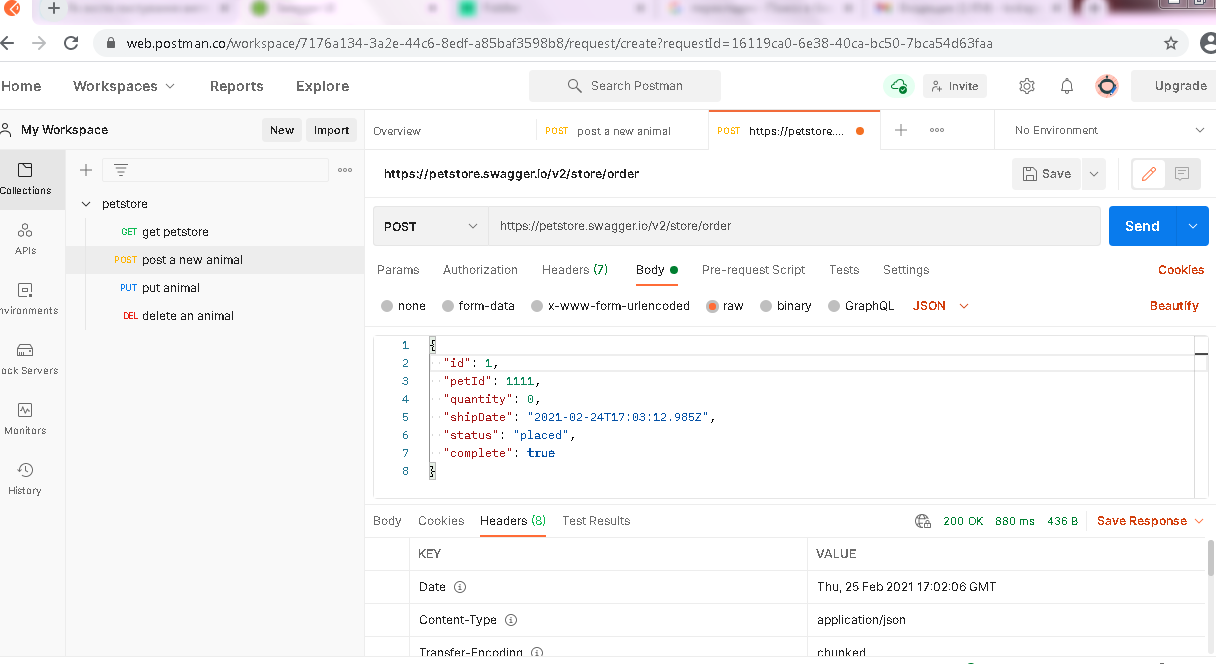 web.postman.co/workspace/7176a134-3a2e-44c6-8edf-a85baf3598b8/request/create?requestId=16119ca0-6e38-40ca-bc50-7bca54d63faa
Home Workspaces Reports Explore Search Postman Invite Upgrade
My Workspace New Import Overview POST post a new animal POST https://petstore.... No Environment
Collections
https://petstore.swagger.io/v2/store/order Save
petstore
POST https://petstore.swagger.io/v2/store/order Send
GET get petstore
APIs
POST post a new animal
Params Authorization Headers (7) Body Pre-request Script Tests Settings Cookies
PUT put animal
nvironments
none form-data x-www-form-urlencoded raw binary GraphQL JSON Beautify
DEL delete an animal
1 {
2 "id": 1,
ock Servers
3 "petId": 1111,
4 "quantity": 0,
5 "shipDate": "2021-02-24T17:03:12.985Z",
Monitors
6 "status": "placed",
7 "complete": true
8 }
History
Body Cookies Headers (8) Test Results 200 OK 880 ms 436 B Save Response
KEY VALUE
Date Thu, 25 Feb 2021 17:02:06 GMT
Content-Type application/json
Transfer-Encoding chunked